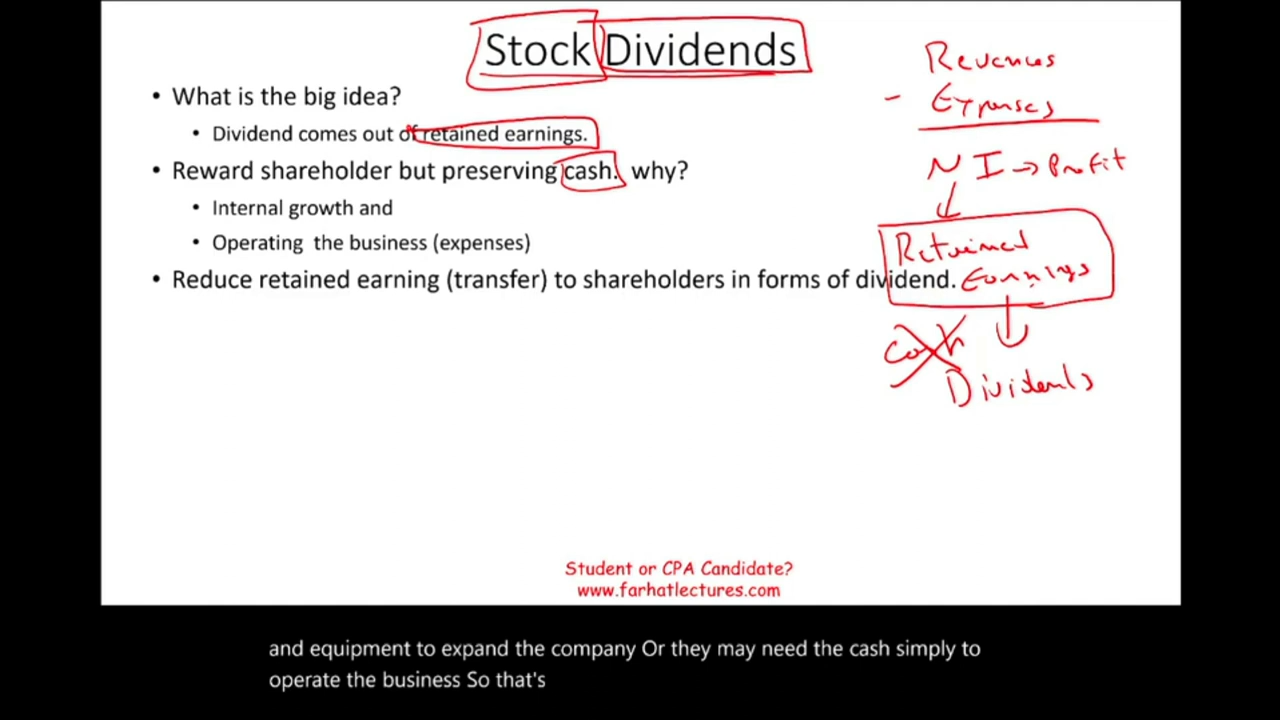 Stock Dividends
• What is the big idea?
• Dividend comes out of retained earnings.
• Reward shareholder but preserving cash. why?
• Internal growth and
• Operating the business (expenses)
• Reduce retained earning (transfer) to shareholders in forms of dividend.
Revenues
- Expenses
N I → Profit
Retained
Earnings
Cash
Dividends
Student or CPA Candidate?
www.farhatlectures.com
and equipment to expand the company Or they may need the cash simply to
operate the business So that's